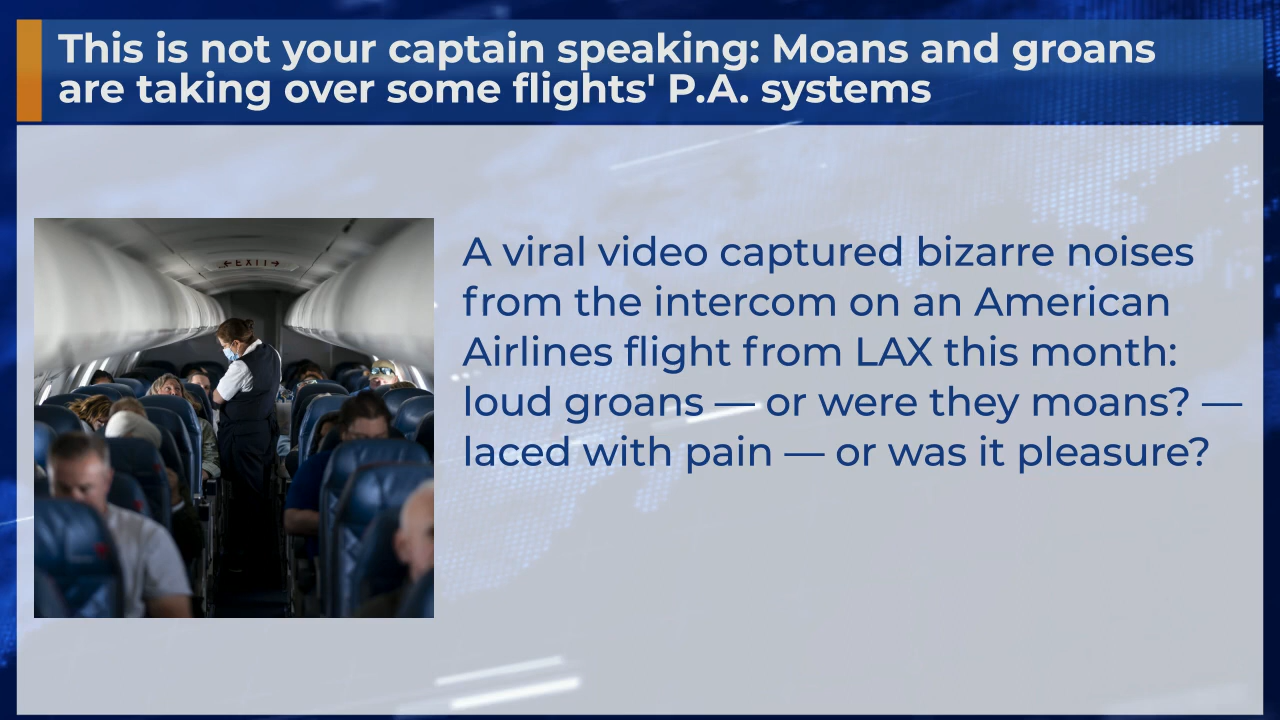 This is not your captain speaking: Moans and groans
are taking over some flights' P.A. systems
EXIT
A viral video captured bizarre noises
from the intercom on an American
Airlines flight from LAX this month:
loud groans — or were they moans? —
laced with pain — or was it pleasure?